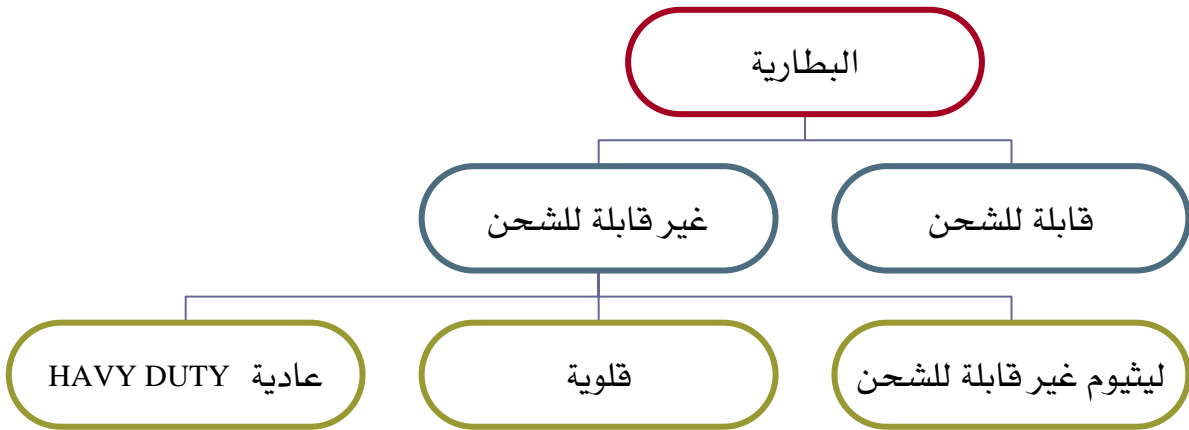 البطارية
قابلة للشحن
غير قابلة للشحن
ليثيوم غير قابلة للشحن
قلوية
عادية HAVY DUTY